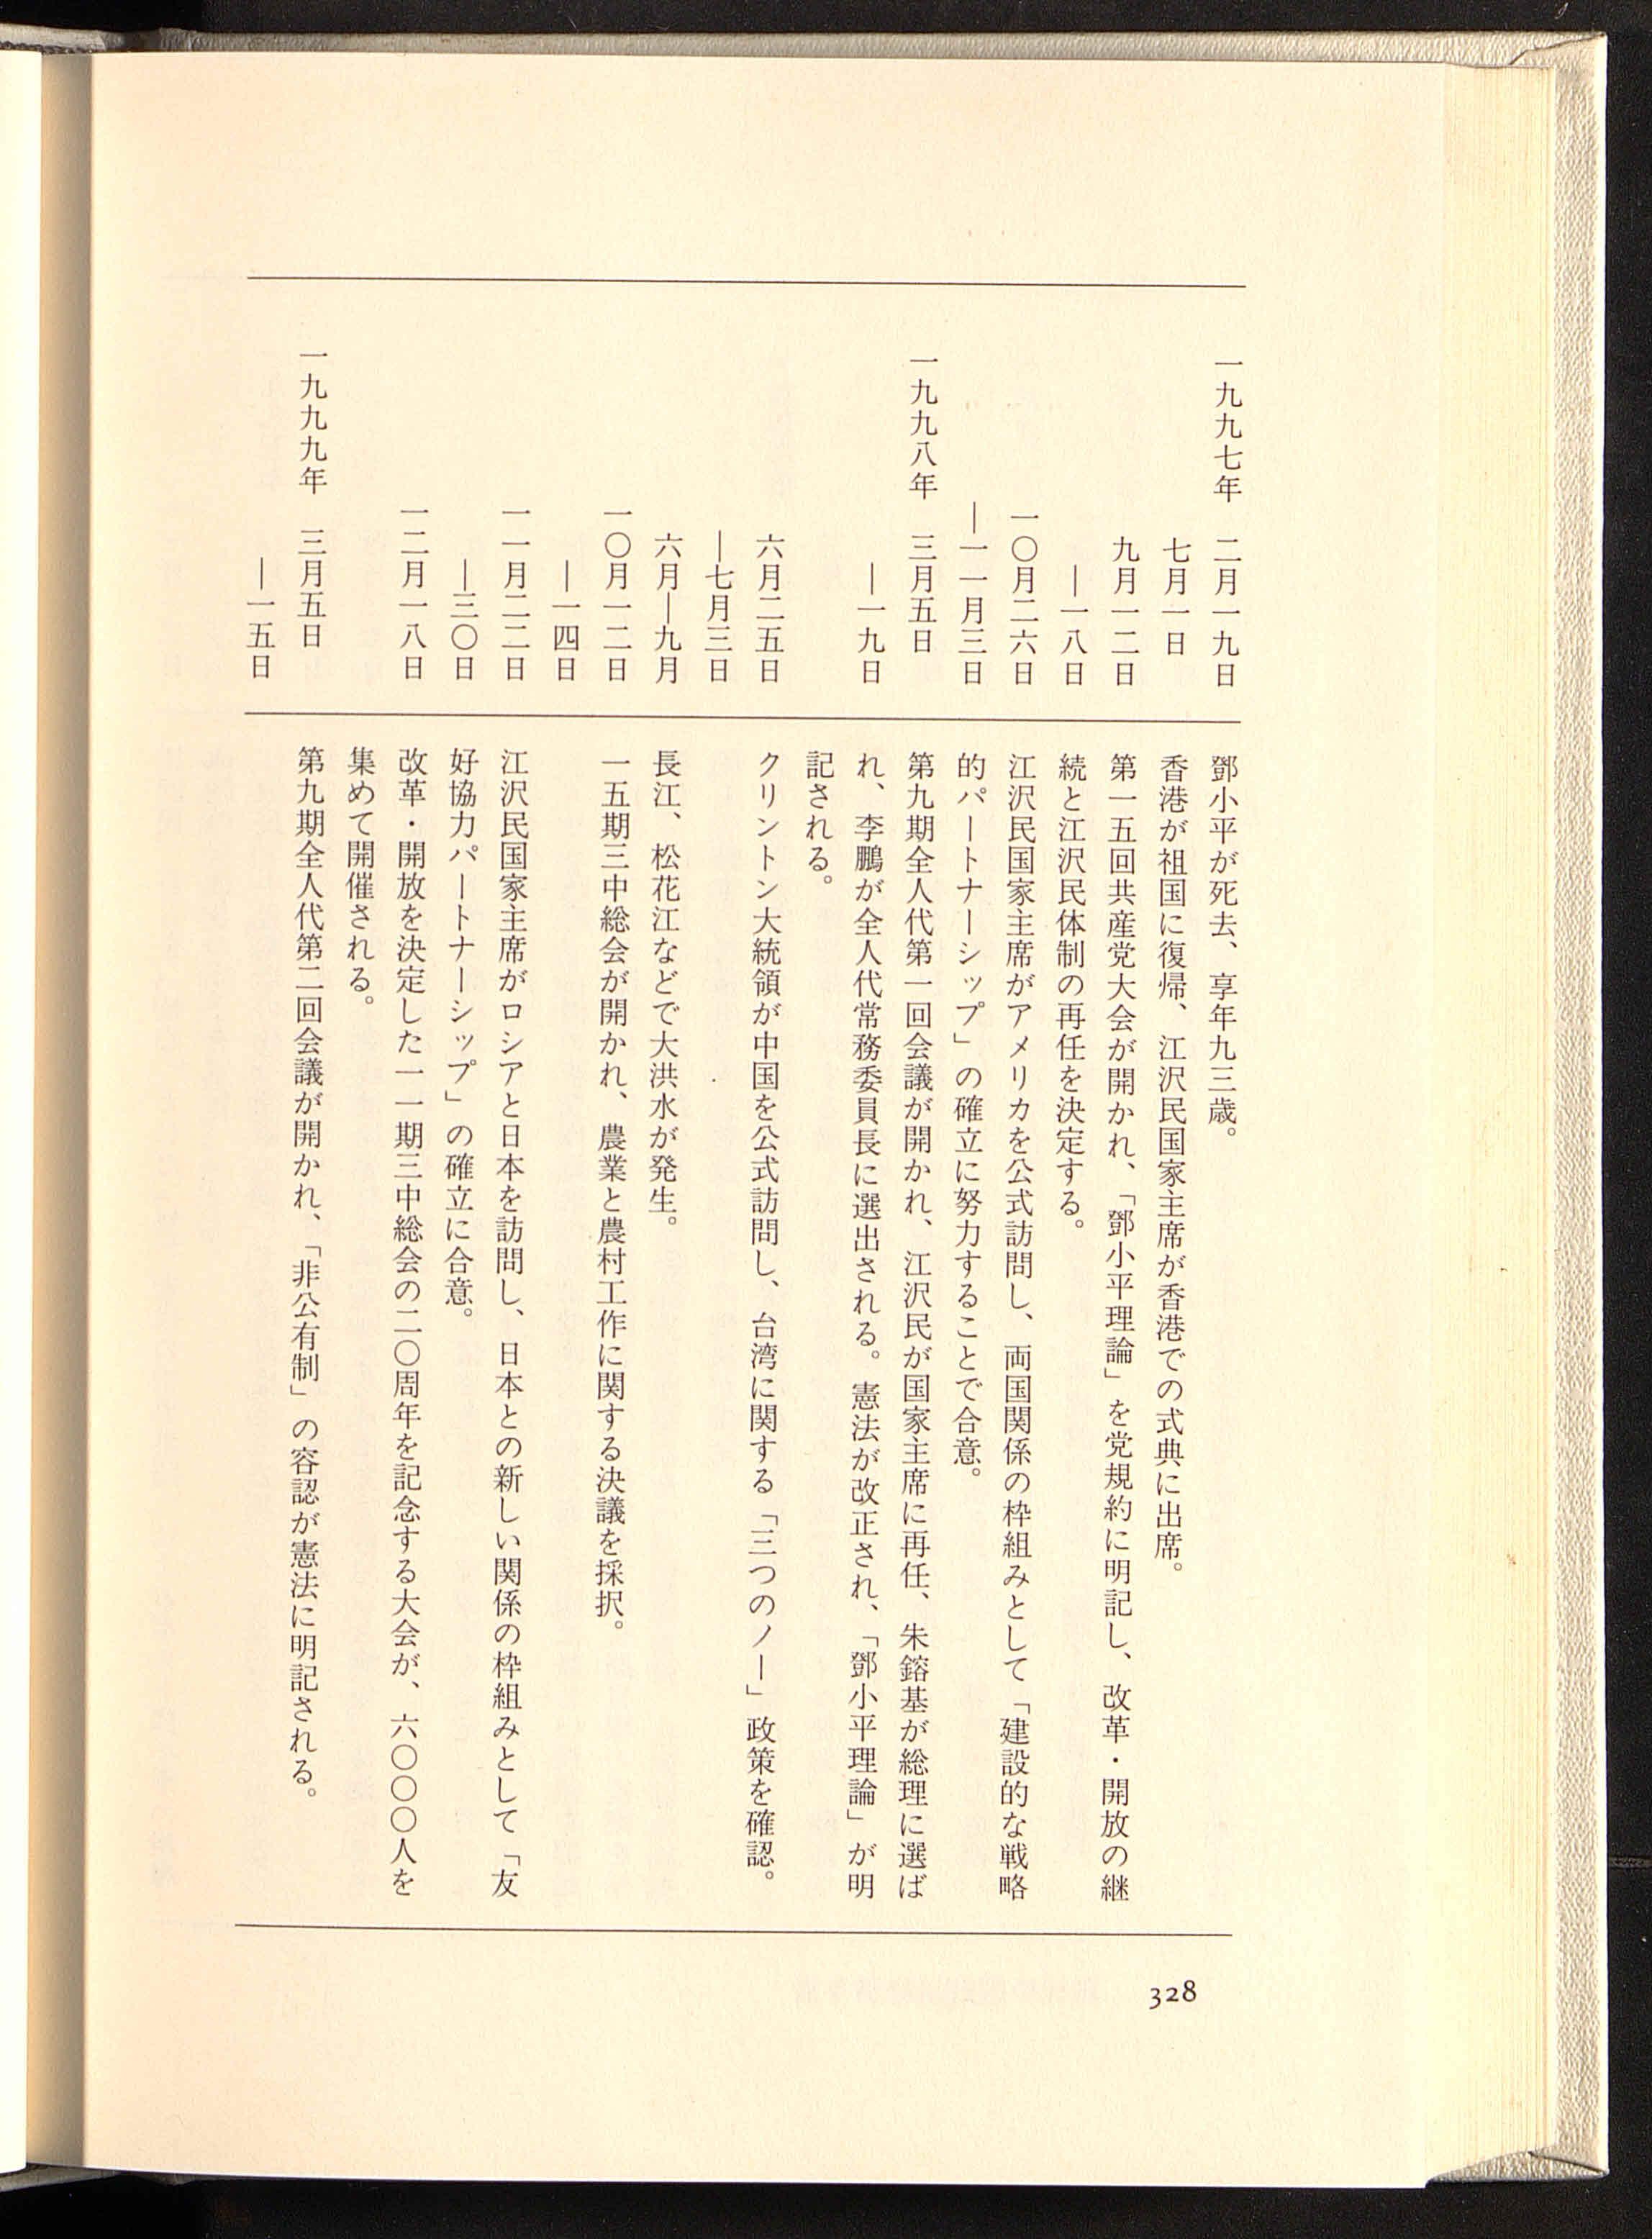 一九九七年　二月一九日　鄧小平が死去、享年九三歳。
七月一日　香港が祖国に復帰、江沢民国家主席が香港での式典に出席。
九月一二日　第一五回共産党大会が開かれ、「鄧小平理論」を党規約に明記し、改革・開放の継
―一八日　続と江沢民体制の再任を決定する。
一〇月二六日　江沢民国家主席がアメリカを公式訪問し、両国関係の枠組みとして「建設的な戦略
―一一月三日　的パートナーシップ」の確立に努力することで合意。
一九九八年　三月五日　第九期全人代第一回会議が開かれ、江沢民が国家主席に再任、朱鎔基が総理に選ば
―一九日　れ、李鵬が全人代常務委員長に選出される。憲法が改正され、「鄧小平理論」が明
記される。
六月二五日　クリントン大統領が中国を公式訪問し、台湾に関する「三つのノー」政策を確認。
―七月三日
六月―九月　長江、松花江などで大洪水が発生。
一〇月一二日　一五期三中総会が開かれ、農業と農村工作に関する決議を採択。
―一四日
一一月二二日　江沢民国家主席がロシアと日本を訪問し、日本との新しい関係の枠組みとして「友
―三〇日　好協力パートナーシップ」の確立に合意。
一二月一八日　改革・開放を決定した一一期三中総会の二〇周年を記念する大会が、六〇〇〇人を
集めて開催される。
一九九九年　三月五日　第九期全人代第二回会議が開かれ、「非公有制」の容認が憲法に明記される。
―一五日
328